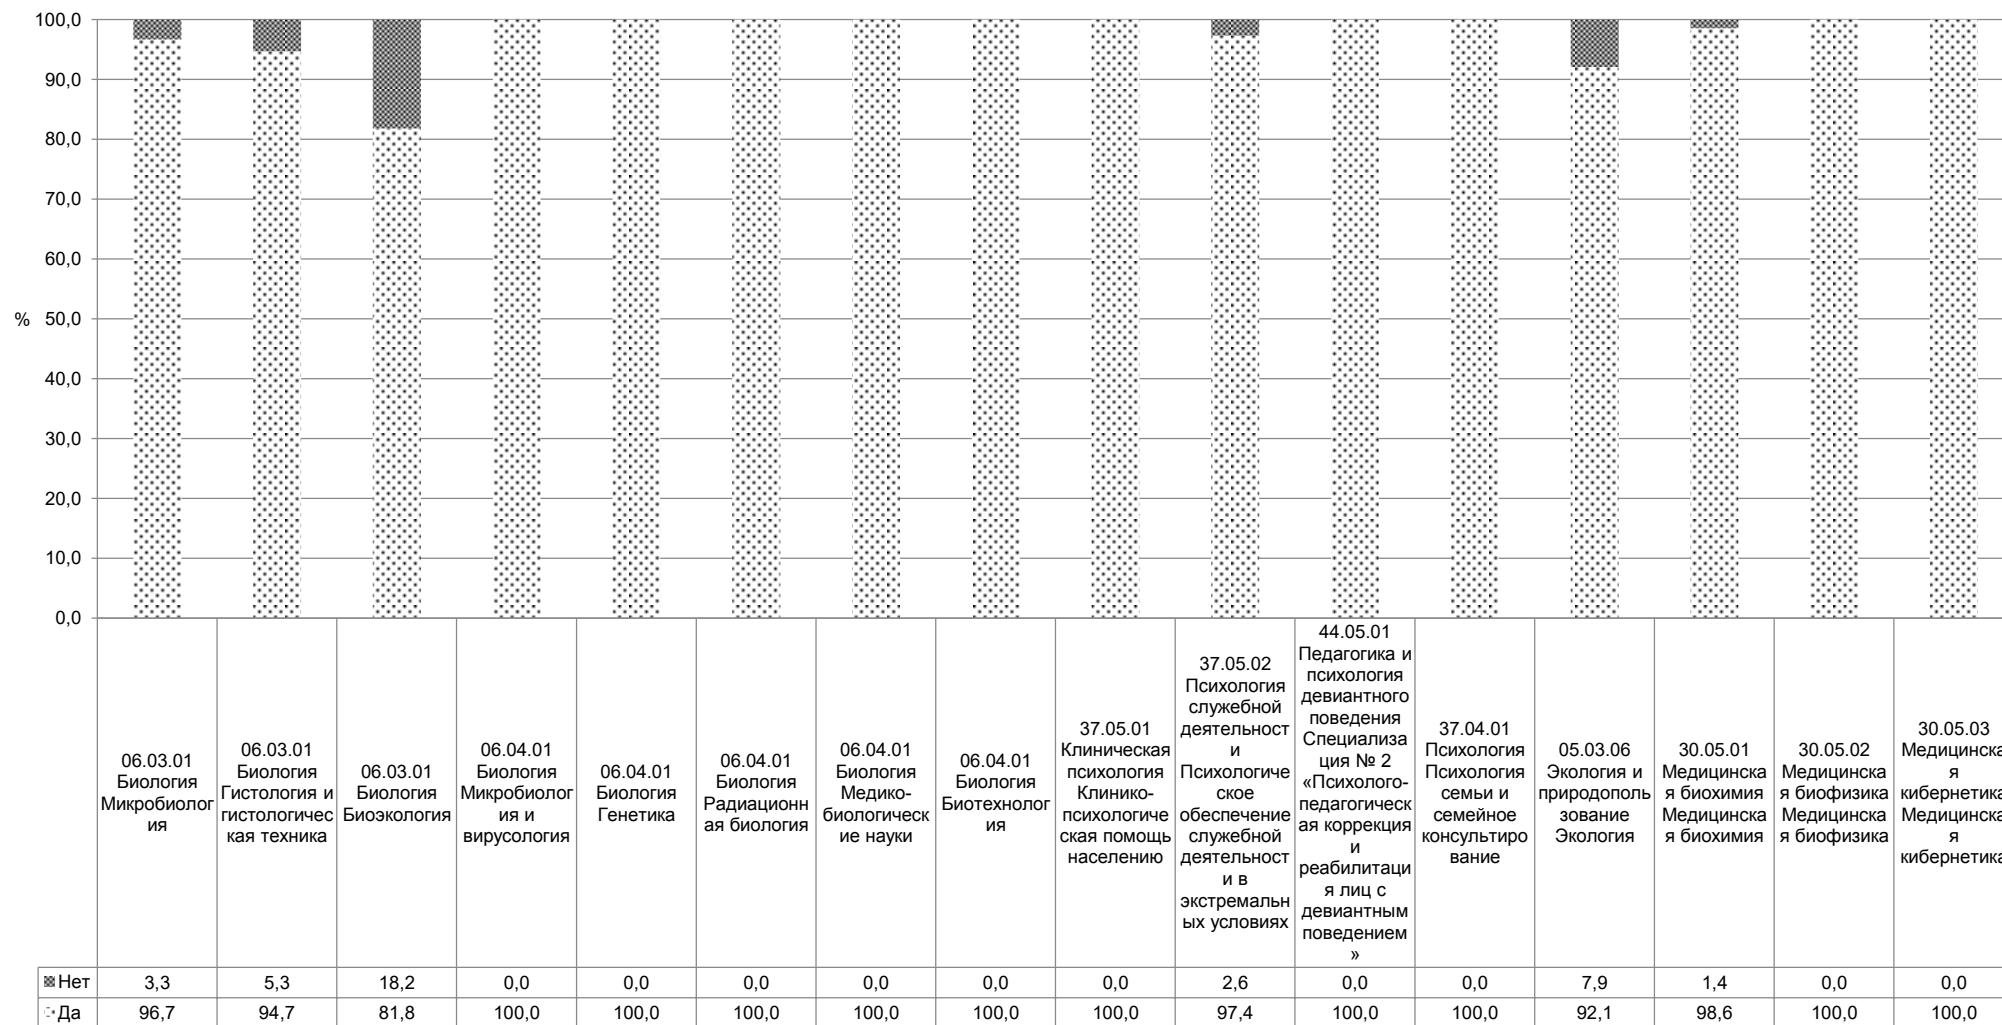 100,0
90,0
80,0
70,0
60,0
% 50,0
40,0
30,0
20,0
10,0
0,0
06.03.01
Биология
Микробиолог
ия
06.03.01
Биология
Гистология и
гистологичес
кая техника
06.03.01
Биология
Биоэкология
06.04.01
Биология
Микробиолог
ия и
вирусология
06.04.01
Биология
Генетика
06.04.01
Биология
Радиационн
ая биология
06.04.01
Биология
Медико-
биологическ
ие науки
06.04.01
Биология
Биотехнолог
ия
37.05.01
Клиническая
психология
Клинико-
психологиче
ская помощь
населению
37.05.02
Психология
служебной
деятельност
и
Психологиче
ское
обеспечение
служебной
деятельност
и в
экстремальн
ых условиях
44.05.01
Педагогика и
психология
девиантного
поведения
Специализа
ция № 2
«Психолого-
педагогическ
ая коррекция
и
реабилитаци
я лиц с
девиантным
поведением
»
37.04.01
Психология
Психология
семьи и
семейное
консультиро
вание
05.03.06
Экология и
природополь
зование
Экология
30.05.01
Медицинска
я биохимия
Медицинска
я биохимия
30.05.02
Медицинска
я биофизика
Медицинска
я биофизика
30.05.03
Медицинска
я
кибернетика
Медицинска
я
кибернетика
Нет 3,3 5,3 18,2 0,0 0,0 0,0 0,0 0,0 0,0 2,6 0,0 0,0 7,9 1,4 0,0 0,0
Да 96,7 94,7 81,8 100,0 100,0 100,0 100,0 100,0 100,0 97,4 100,0 100,0 92,1 98,6 100,0 100,0